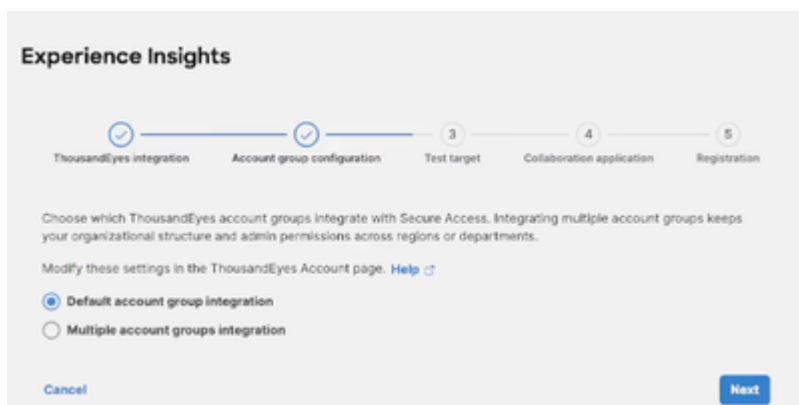 Experience Insights
3
4
5
ThousandEyes integration
Account group configuration
Test target
Collaboration application
Registration
Choose which ThousandEyes account groups integrate with Secure Access. Integrating multiple account groups keeps
your organizational structure and admin permissions across regions or departments.
Modify these settings in the ThousandEyes Account page. Help
Default account group integration
Multiple account groups integration
Cancel
Next